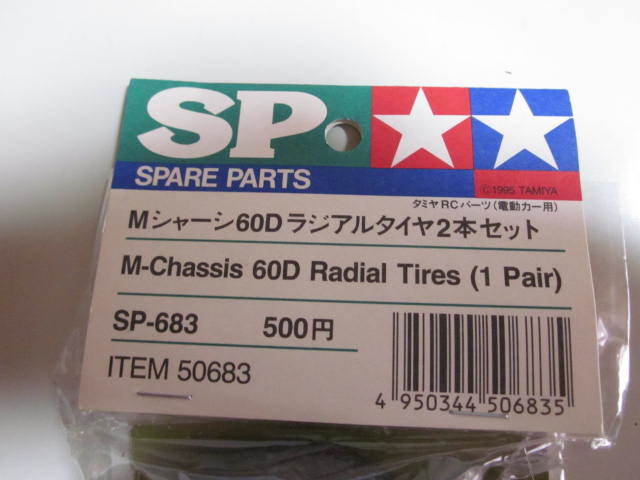 SP
SPARE PARTS
©1995 TAMIYA
タミヤRCパーツ(電動カー用)
Mシャーシ60Dラジアルタイヤ2本セット
M-Chassis 60D Radial Tires (1 Pair)
SP-683 500円
ITEM 50683
4 950344 506835